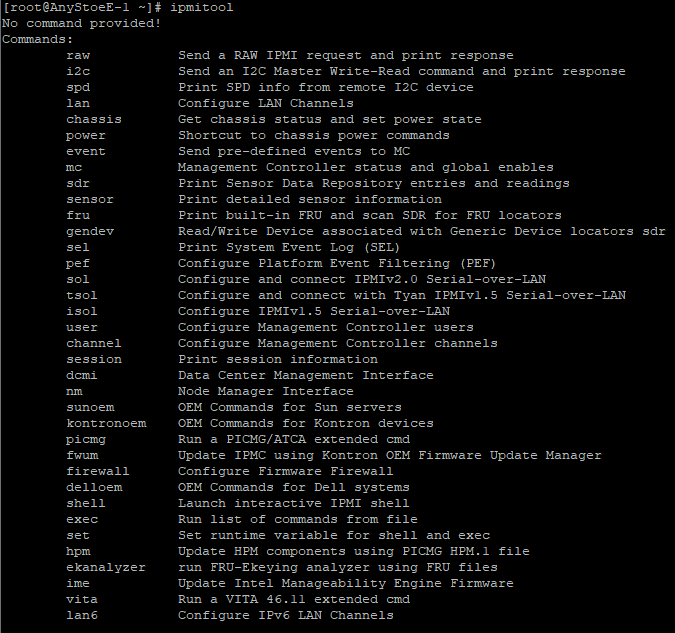 [root@AnyStoeE-1 ~]# ipmitool
No command provided!
Commands:
raw Send a RAW IPMI request and print response
i2c Send an I2C Master Write-Read command and print response
spd Print SPD info from remote I2C device
lan Configure LAN Channels
chassis Get chassis status and set power state
power Shortcut to chassis power commands
event Send pre-defined events to MC
mc Management Controller status and global enables
sdr Print Sensor Data Repository entries and readings
sensor Print detailed sensor information
fru Print built-in FRU and scan SDR for FRU locators
gendev Read/Write Device associated with Generic Device locators sdr
sel Print System Event Log (SEL)
pef Configure Platform Event Filtering (PEF)
sol Configure and connect IPMIv2.0 Serial-over-LAN
tsol Configure and connect with Tyan IPMIv1.5 Serial-over-LAN
isol Configure IPMIv1.5 Serial-over-LAN
user Configure Management Controller users
channel Configure Management Controller channels
session Print session information
dcmi Data Center Management Interface
nm Node Manager Interface
sunoem OEM Commands for Sun servers
kontronoem OEM Commands for Kontron devices
picmg Run a PICMG/ATCA extended cmd
fwum Update IPMC using Kontron OEM Firmware Update Manager
firewall Configure Firmware Firewall
delloem OEM Commands for Dell systems
shell Launch interactive IPMI shell
exec Run list of commands from file
set Set runtime variable for shell and exec
hpm Update HPM components using PICMG HPM.1 file
ekanalyzer run FRU-Ekeying analyzer using FRU files
ime Update Intel Manageability Engine Firmware
vita Run a VITA 46.11 extended cmd
lan6 Configure IPv6 LAN Channels